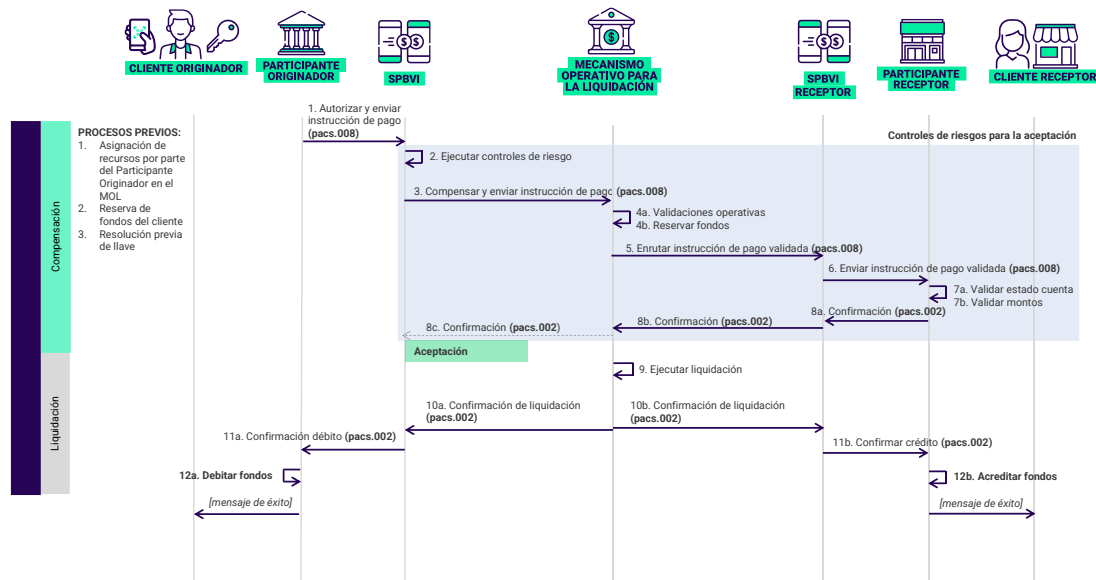 CLIENTE ORIGINADOR
PARTICIPANTE
ORIGINADOR
SPBVI
MECANISMO
OPERATIVO PARA
LA LIQUIDACIÓN
SPBVI
RECEPTOR
PARTICIPANTE
RECEPTOR
CLIENTE RECEPTOR
1. Autorizar y enviar
instrucción de pago
(pacs.008)
PROCESOS PREVIOS:
1. Asignación de
recursos por parte
del Participante
Originador en el
MOL
2. Reserva de
fondos del cliente
3. Resolución previa
de llave
Compensación
Controles de riesgos para la aceptación
2. Ejecutar controles de riesgo
3. Compensar y enviar instrucción de pago (pacs.008)
4a. Validaciones operativas
4b. Reservar fondos
5. Enrutar instrucción de pago validada (pacs.008)
6. Enviar instrucción de pago validada (pacs.008)
7a. Validar estado cuenta
7b. Validar montos
8a. Confirmación (pacs.002)
8b. Confirmación (pacs.002)
8c. Confirmación (pacs.002)
Aceptación
Liquidación
9. Ejecutar liquidación
10a. Confirmación de liquidación
(pacs.002)
10b. Confirmación de liquidación
(pacs.002)
11a. Confirmación débito (pacs.002)
11b. Confirmar crédito (pacs.002)
12a. Debitar fondos
12b. Acreditar fondos
[mensaje de éxito]
[mensaje de éxito]